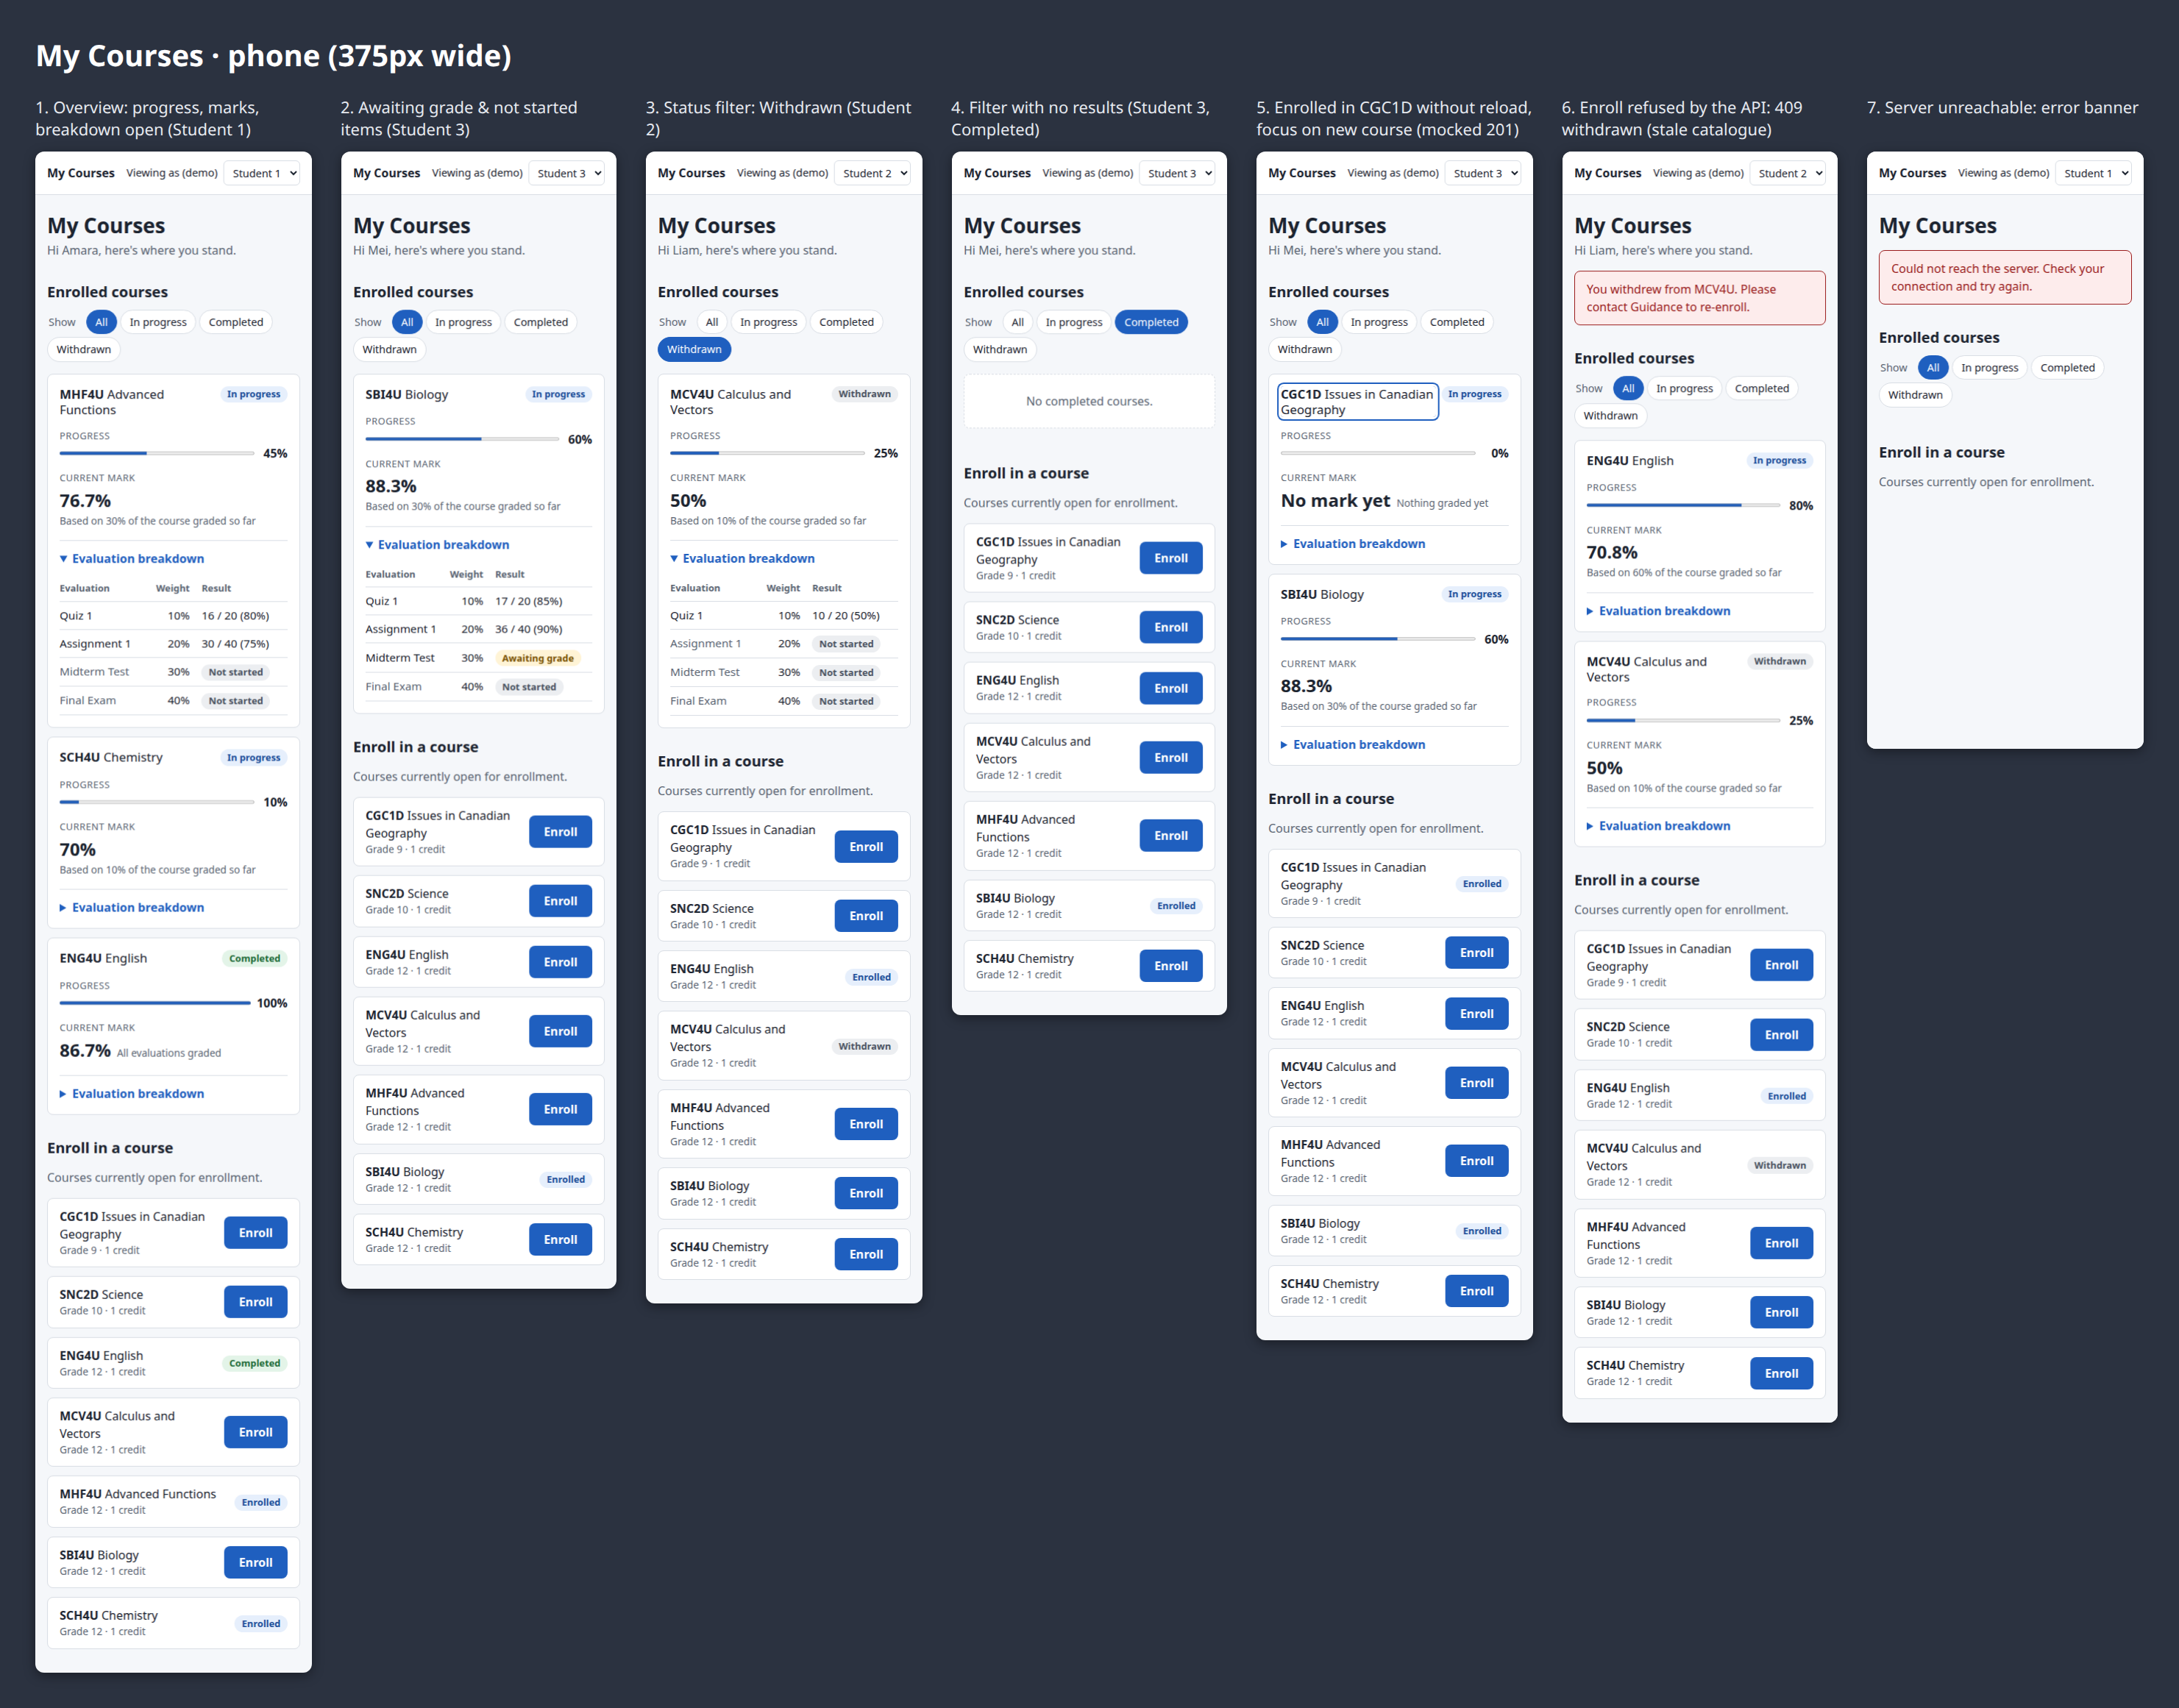 My Courses · phone (375px wide)
1. Overview: progress, marks,
breakdown open (Student 1)
My Courses Viewing as (demo) Student 1
My Courses
Hi Amara, here's where you stand.
Enrolled courses
Show All In progress Completed
Withdrawn
MHF4U Advanced In progress
Functions
PROGRESS
45%
CURRENT MARK
76.7%
Based on 30% of the course graded so far
Evaluation breakdown
Evaluation Weight Result
Quiz 1 10% 16 / 20 (80%)
Assignment 1 20% 30 / 40 (75%)
Midterm Test 30% Not started
Final Exam 40% Not started
SCH4U Chemistry In progress
PROGRESS
10%
CURRENT MARK
70%
Based on 10% of the course graded so far
Evaluation breakdown
ENG4U English Completed
PROGRESS
100%
CURRENT MARK
86.7% All evaluations graded
Evaluation breakdown
Enroll in a course
Courses currently open for enrollment.
CGC1D Issues in Canadian
Geography
Grade 9 · 1 credit
Enroll
SNC2D Science
Grade 10 · 1 credit
Enroll
ENG4U English
Grade 12 · 1 credit
Completed
MCV4U Calculus and
Vectors
Grade 12 · 1 credit
Enroll
MHF4U Advanced Functions
Grade 12 · 1 credit
Enrolled
SBI4U Biology
Grade 12 · 1 credit
Enroll
SCH4U Chemistry
Grade 12 · 1 credit
Enrolled
2. Awaiting grade & not started
items (Student 3)
My Courses Viewing as (demo) Student 3
My Courses
Hi Mei, here's where you stand.
Enrolled courses
Show All In progress Completed
Withdrawn
SBI4U Biology In progress
PROGRESS
60%
CURRENT MARK
88.3%
Based on 30% of the course graded so far
Evaluation breakdown
Evaluation Weight Result
Quiz 1 10% 17 / 20 (85%)
Assignment 1 20% 36 / 40 (90%)
Midterm Test 30% Awaiting grade
Final Exam 40% Not started
Enroll in a course
Courses currently open for enrollment.
CGC1D Issues in Canadian
Geography
Grade 9 · 1 credit
Enroll
SNC2D Science
Grade 10 · 1 credit
Enroll
ENG4U English
Grade 12 · 1 credit
Enroll
MCV4U Calculus and
Vectors
Grade 12 · 1 credit
Enroll
MHF4U Advanced
Functions
Grade 12 · 1 credit
Enroll
SBI4U Biology
Grade 12 · 1 credit
Enrolled
SCH4U Chemistry
Grade 12 · 1 credit
Enroll
3. Status filter: Withdrawn (Student
2)
My Courses Viewing as (demo) Student 2
My Courses
Hi Liam, here's where you stand.
Enrolled courses
Show All In progress Completed
Withdrawn
MCV4U Calculus and Withdrawn
Vectors
PROGRESS
25%
CURRENT MARK
50%
Based on 10% of the course graded so far
Evaluation breakdown
Evaluation Weight Result
Quiz 1 10% 10 / 20 (50%)
Assignment 1 20% Not started
Midterm Test 30% Not started
Final Exam 40% Not started
Enroll in a course
Courses currently open for enrollment.
CGC1D Issues in Canadian
Geography
Grade 9 · 1 credit
Enroll
SNC2D Science
Grade 10 · 1 credit
Enroll
ENG4U English
Grade 12 · 1 credit
Enrolled
MCV4U Calculus and
Vectors
Grade 12 · 1 credit
Withdrawn
MHF4U Advanced
Functions
Grade 12 · 1 credit
Enroll
SBI4U Biology
Grade 12 · 1 credit
Enroll
SCH4U Chemistry
Grade 12 · 1 credit
Enroll
4. Filter with no results (Student 3,
Completed)
My Courses Viewing as (demo) Student 3
My Courses
Hi Mei, here's where you stand.
Enrolled courses
Show All In progress Completed
Withdrawn
No completed courses.
Enroll in a course
Courses currently open for enrollment.
CGC1D Issues in Canadian
Geography
Grade 9 · 1 credit
Enroll
SNC2D Science
Grade 10 · 1 credit
Enroll
ENG4U English
Grade 12 · 1 credit
Enroll
MCV4U Calculus and
Vectors
Grade 12 · 1 credit
Enroll
MHF4U Advanced
Functions
Grade 12 · 1 credit
Enroll
SBI4U Biology
Grade 12 · 1 credit
Enrolled
SCH4U Chemistry
Grade 12 · 1 credit
Enroll
5. Enrolled in CGC1D without reload,
focus on new course (mocked 201)
My Courses Viewing as (demo) Student 3
My Courses
Hi Mei, here's where you stand.
Enrolled courses
Show All In progress Completed
Withdrawn
CGC1D Issues in Canadian In progress
Geography
PROGRESS
0%
CURRENT MARK
No mark yet Nothing graded yet
Evaluation breakdown
SBI4U Biology In progress
PROGRESS
60%
CURRENT MARK
88.3%
Based on 30% of the course graded so far
Evaluation breakdown
Enroll in a course
Courses currently open for enrollment.
CGC1D Issues in Canadian
Geography
Grade 9 · 1 credit
Enrolled
SNC2D Science
Grade 10 · 1 credit
Enroll
ENG4U English
Grade 12 · 1 credit
Enroll
MCV4U Calculus and
Vectors
Grade 12 · 1 credit
Enroll
MHF4U Advanced
Functions
Grade 12 · 1 credit
Enroll
SBI4U Biology
Grade 12 · 1 credit
Enrolled
SCH4U Chemistry
Grade 12 · 1 credit
Enroll
6. Enroll refused by the API: 409
withdrawn (stale catalogue)
My Courses Viewing as (demo) Student 2
My Courses
Hi Liam, here's where you stand.
You withdrew from MCV4U. Please
contact Guidance to re-enroll.
Enrolled courses
Show All In progress Completed
Withdrawn
ENG4U English In progress
PROGRESS
80%
CURRENT MARK
70.8%
Based on 60% of the course graded so far
Evaluation breakdown
MCV4U Calculus and Withdrawn
Vectors
PROGRESS
25%
CURRENT MARK
50%
Based on 10% of the course graded so far
Evaluation breakdown
Enroll in a course
Courses currently open for enrollment.
CGC1D Issues in Canadian
Geography
Grade 9 · 1 credit
Enroll
SNC2D Science
Grade 10 · 1 credit
Enroll
ENG4U English
Grade 12 · 1 credit
Enrolled
MCV4U Calculus and
Vectors
Grade 12 · 1 credit
Withdrawn
MHF4U Advanced
Functions
Grade 12 · 1 credit
Enroll
SBI4U Biology
Grade 12 · 1 credit
Enroll
SCH4U Chemistry
Grade 12 · 1 credit
Enroll
7. Server unreachable: error banner
My Courses Viewing as (demo) Student 1
My Courses
Could not reach the server. Check your
connection and try again.
Enrolled courses
Show All In progress Completed
Withdrawn
Enroll in a course
Courses currently open for enrollment.